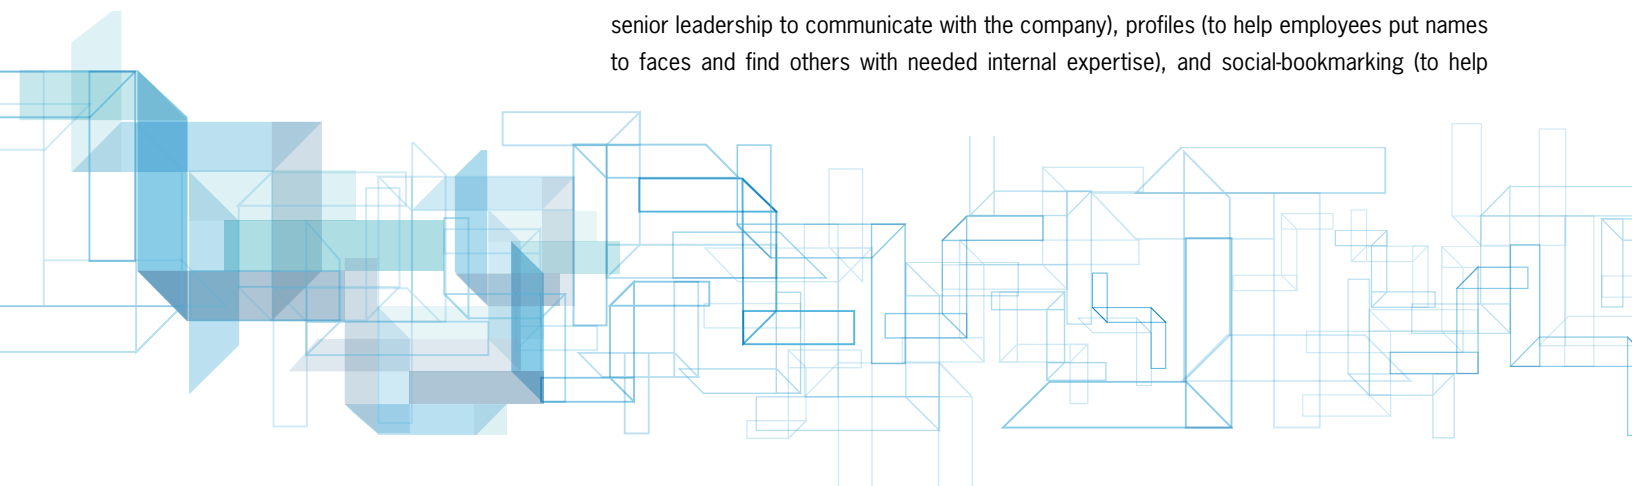 senior leadership to communicate with the company), profiles (to help employees put names
to faces and find others with needed internal expertise), and social-bookmarking (to help